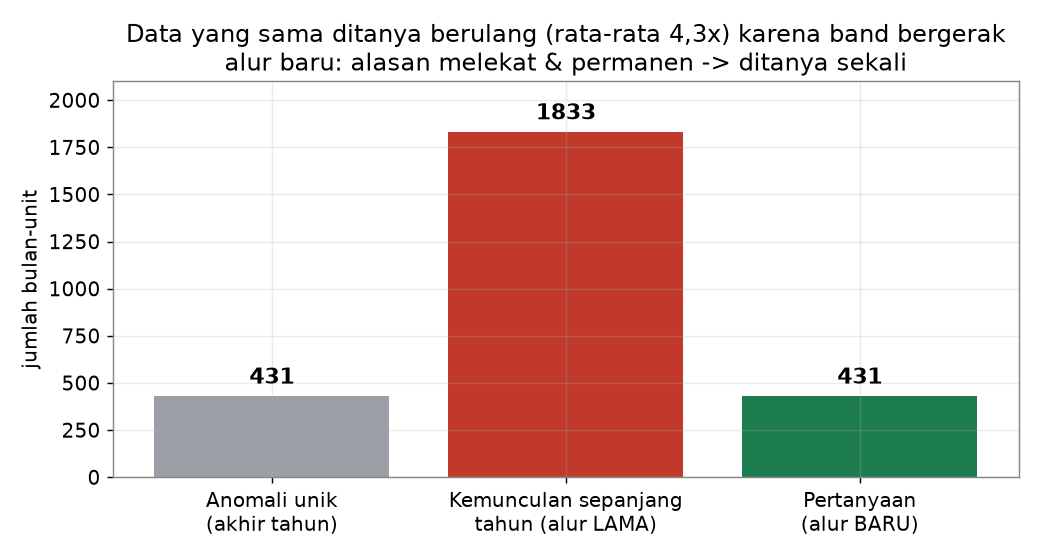 Data yang sama ditanya berulang (rata-rata 4,3x) karena band bergerak
alur baru: alasan melekat & permanen -> ditanya sekali
jumlah bulan-unit
2000
1750
1500
1250
1000
750
500
250
0
431
1833
431
Anomali unik
(akhir tahun)
Kemunculan sepanjang
tahun (alur LAMA)
Pertanyaan
(alur BARU)